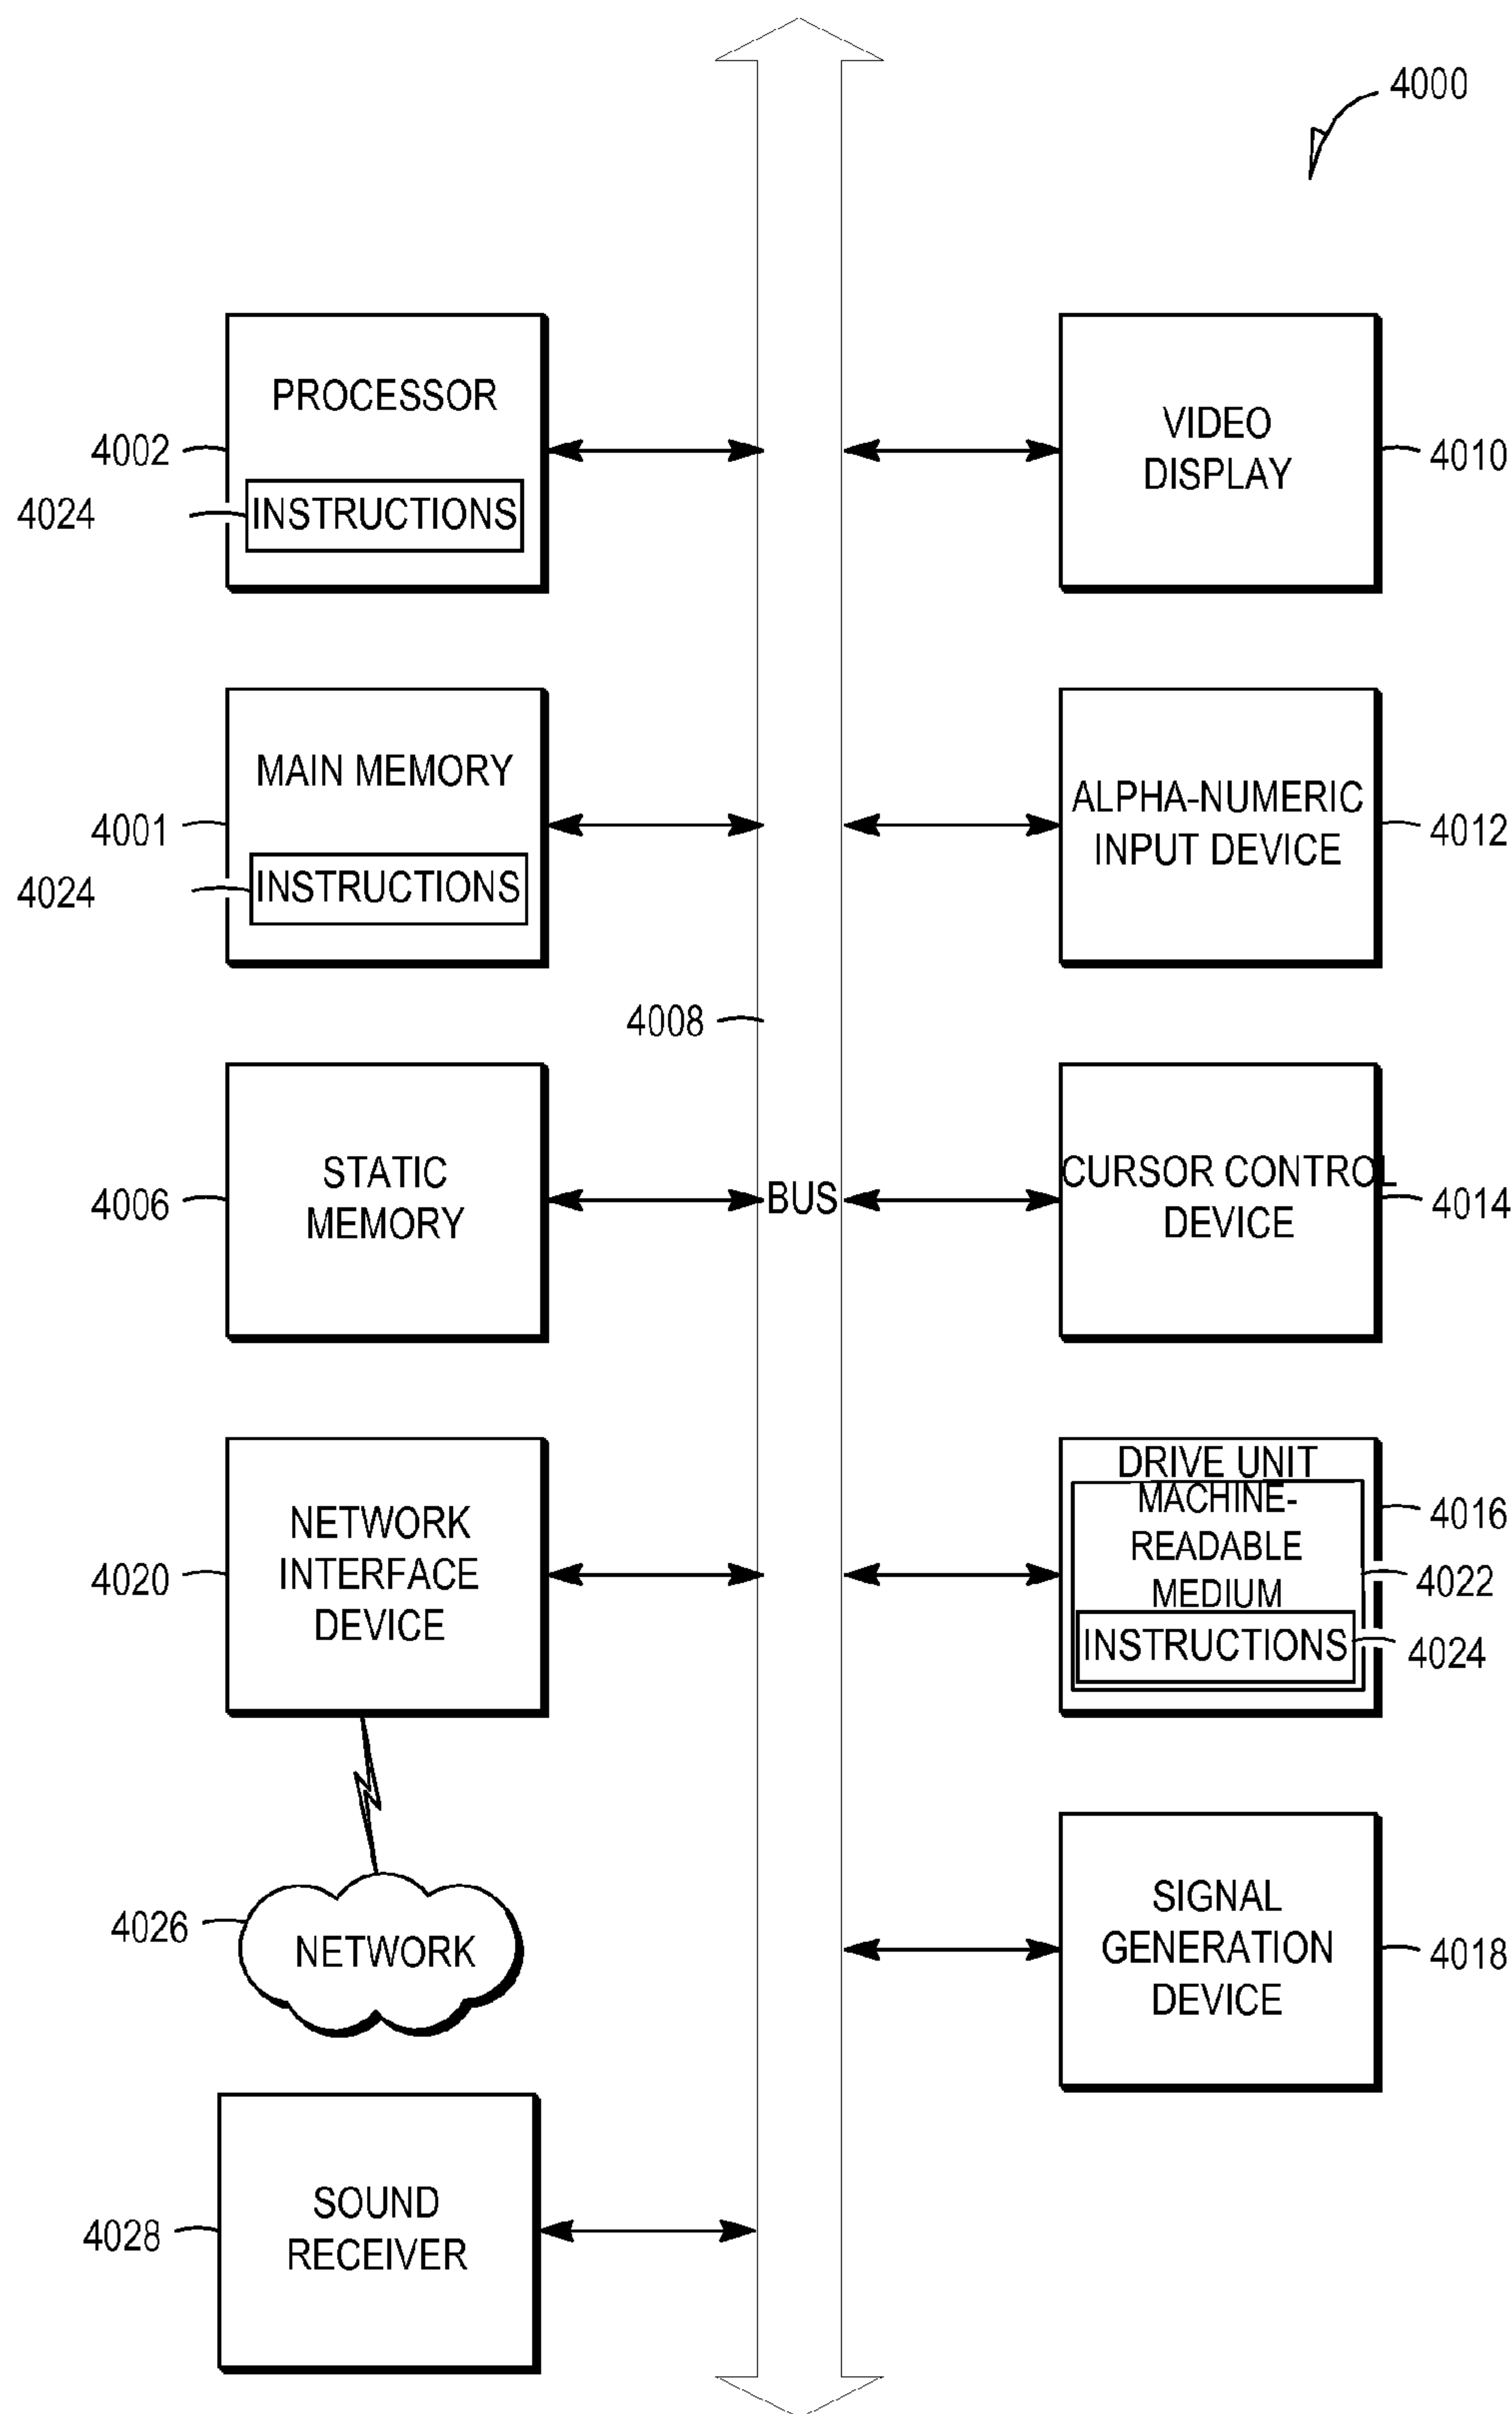 4000
PROCESSOR
4002
4024
INSTRUCTIONS
VIDEO
DISPLAY
4010
MAIN MEMORY
4001
4024
INSTRUCTIONS
ALPHA-NUMERIC
INPUT DEVICE
4012
4008
STATIC
MEMORY
4006
BUS
CURSOR CONTROL
DEVICE
4014
NETWORK
INTERFACE
DEVICE
4020
DRIVE UNIT
MACHINE-
READABLE
MEDIUM
INSTRUCTIONS
4016
4022
4024
4026
NETWORK
SIGNAL
GENERATION
DEVICE
4018
SOUND
RECEIVER
4028